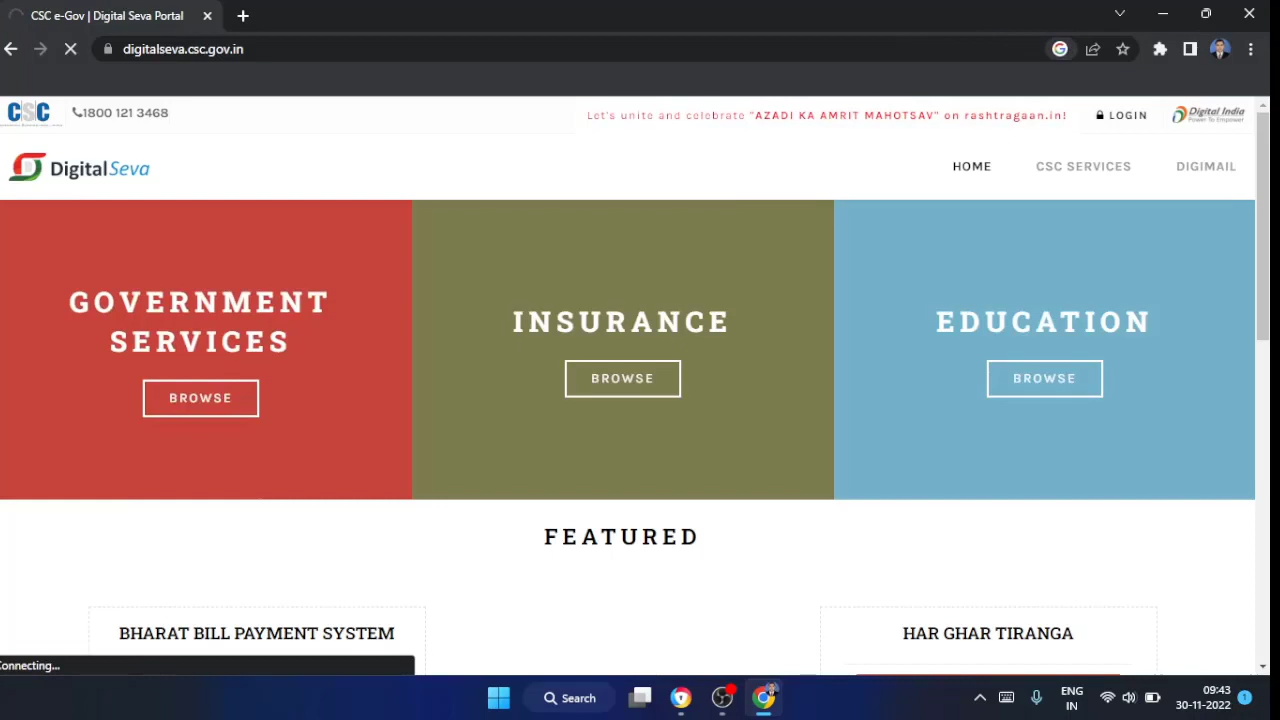 CSC e-Gov | Digital Seva Portal
digitalseva.csc.gov.in
CSC
1800 121 3468
Let's unite and celebrate "AZADI KA AMRIT MAHOTSAV" on rashtragaan.in!
LOGIN
Digital India
Power To Empower
DigitalSeva
HOME
CSC SERVICES
DIGIMAIL
GOVERNMENT
SERVICES
BROWSE
INSURANCE
BROWSE
EDUCATION
BROWSE
FEATURED
BHARAT BILL PAYMENT SYSTEM
HAR GHAR TIRANGA
Connecting...
Search
ENG
IN
09:43
30-11-2022
1